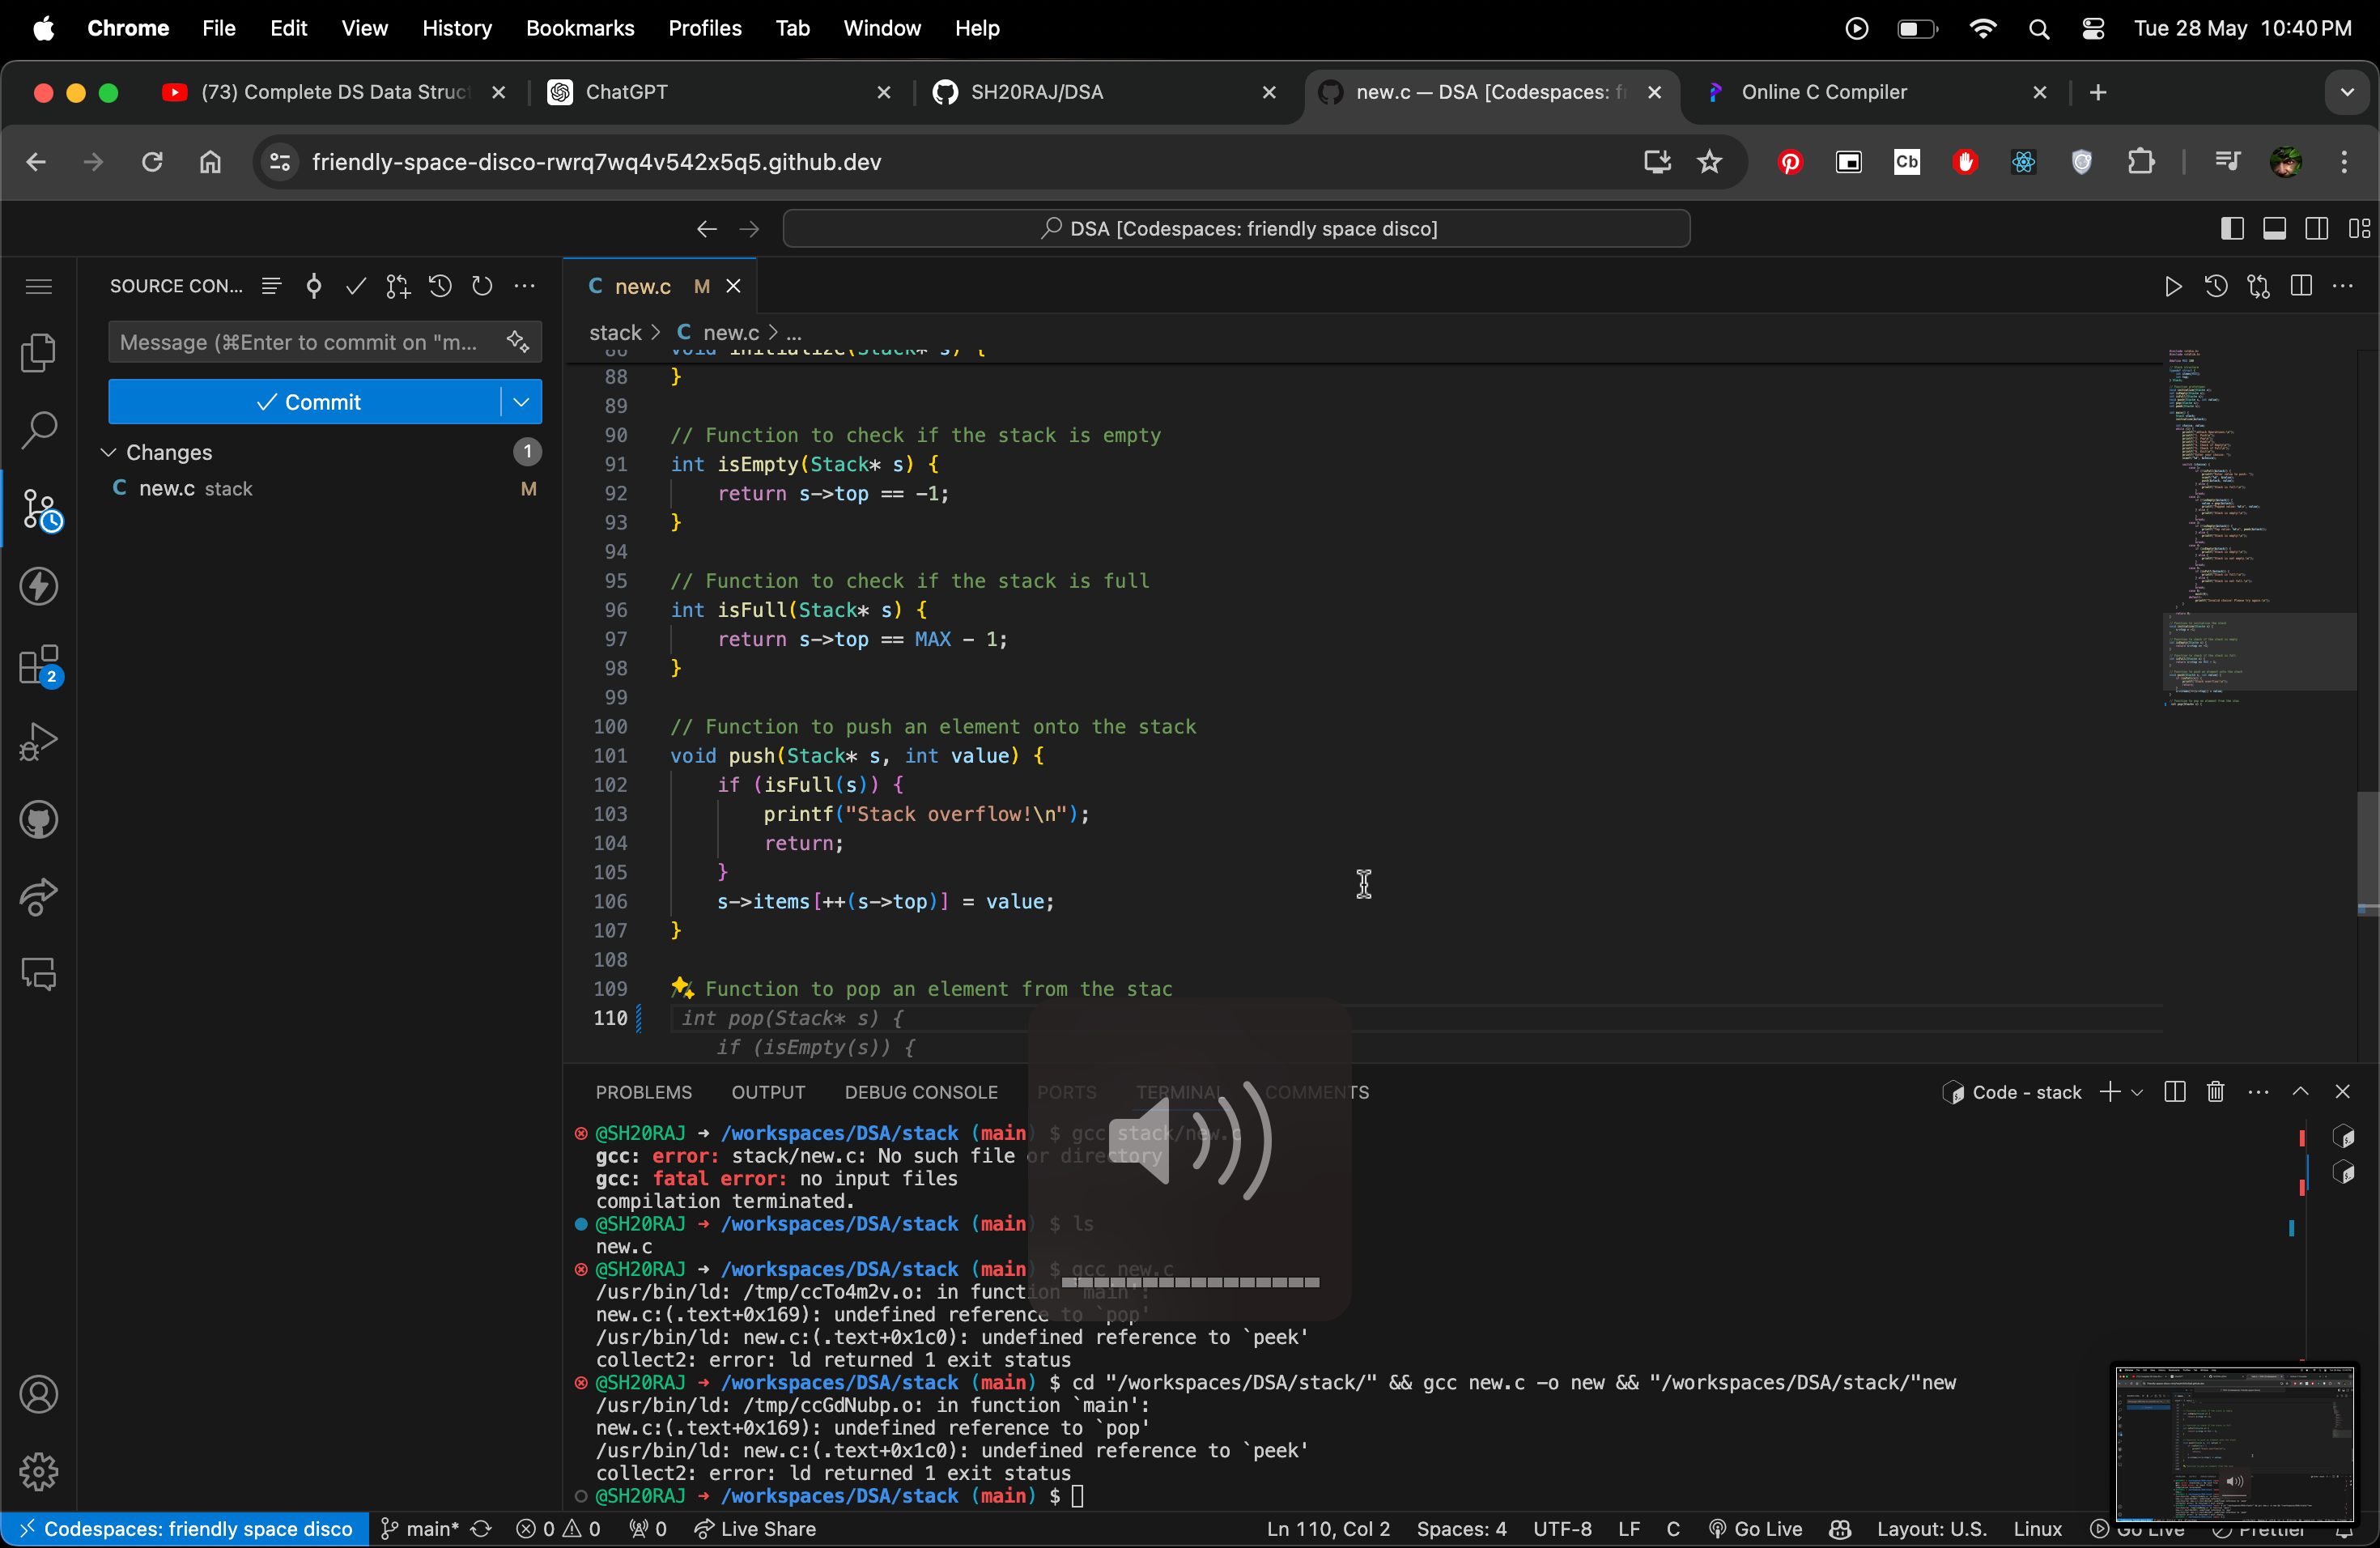 Chrome File Edit View History Bookmarks Profiles Tab Window Help Tue 28 May 10:40 PM
(73) Complete DS Data Struc ChatGPT SH20RAJ/DSA new.c — DSA [Codespaces: f Online C Compiler
friendly-space-disco-rwrq7wq4v542x5q5.github.dev Cb
DSA [Codespaces: friendly space disco]
SOURCE CON... C new.c M
Message (⌘Enter to commit on "m... stack > C new.c > ...
Commit
Changes 1
C new.c stack M
2
86 void initialize(Stack* s) {
88 }
89
90 // Function to check if the stack is empty
91 int isEmpty(Stack* s) {
92 return s->top == -1;
93 }
94
95 // Function to check if the stack is full
96 int isFull(Stack* s) {
97 return s->top == MAX - 1;
98 }
99
100 // Function to push an element onto the stack
101 void push(Stack* s, int value) {
102 if (isFull(s)) {
103 printf("Stack overflow!\n");
104 return;
105 }
106 s->items[++(s->top)] = value;
107 }
108
109 Function to pop an element from the stac
110 int pop(Stack* s) {
if (isEmpty(s)) {
PROBLEMS OUTPUT DEBUG CONSOLE PORTS TERMINAL COMMENTS Code - stack
@SH20RAJ → /workspaces/DSA/stack (main) $ gcc stack/new.c
gcc: error: stack/new.c: No such file or directory
gcc: fatal error: no input files
compilation terminated.
@SH20RAJ → /workspaces/DSA/stack (main) $ ls
new.c
@SH20RAJ → /workspaces/DSA/stack (main) $ gcc new.c
/usr/bin/ld: /tmp/ccTo4m2v.o: in function `main':
new.c:(.text+0x169): undefined reference to `pop'
/usr/bin/ld: new.c:(.text+0x1c0): undefined reference to `peek'
collect2: error: ld returned 1 exit status
@SH20RAJ → /workspaces/DSA/stack (main) $ cd "/workspaces/DSA/stack/" && gcc new.c -o new && "/workspaces/DSA/stack/"new
/usr/bin/ld: /tmp/ccGdNubp.o: in function `main':
new.c:(.text+0x169): undefined reference to `pop'
/usr/bin/ld: new.c:(.text+0x1c0): undefined reference to `peek'
collect2: error: ld returned 1 exit status
@SH20RAJ → /workspaces/DSA/stack (main) $
Codespaces: friendly space disco main* 0 0 0 Live Share Ln 110, Col 2 Spaces: 4 UTF-8 LF C Go Live Layout: U.S. Linux Go Live Prettier